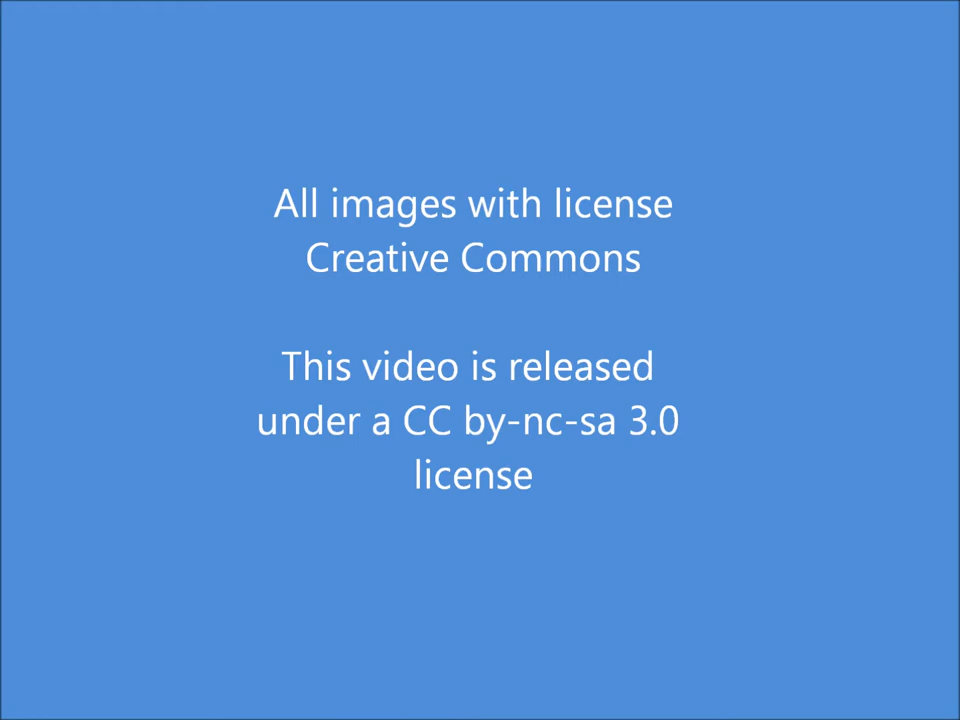 All images with license
Creative Commons
This video is released
under a CC by-nc-sa 3.0
license